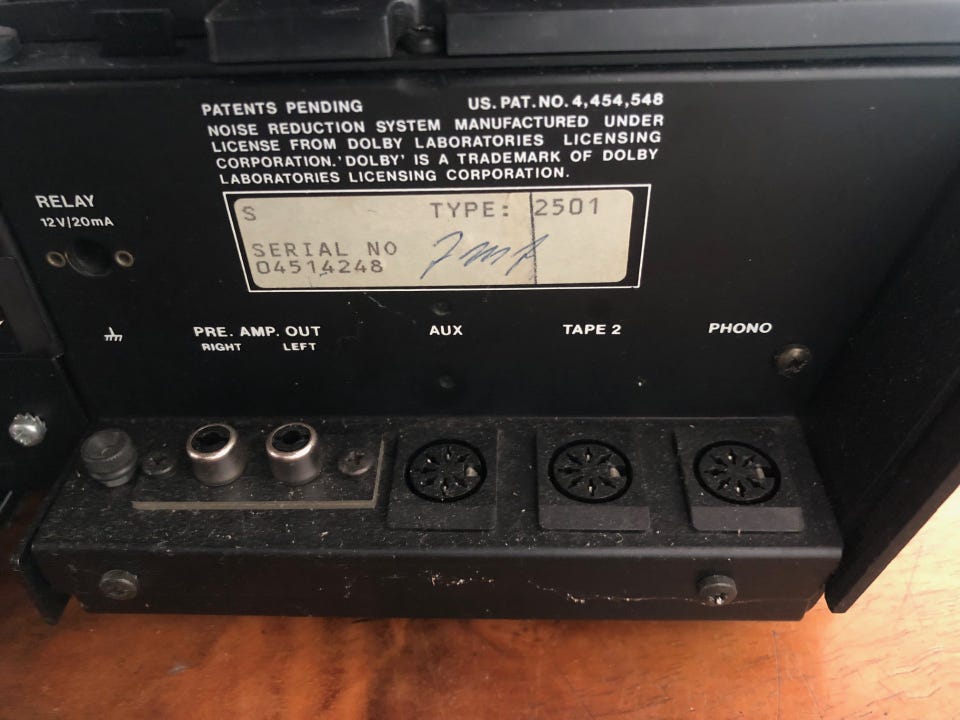 PATENTS PENDING US. PAT. NO. 4,454,548
NOISE REDUCTION SYSTEM MANUFACTURED UNDER
LICENSE FROM DOLBY LABORATORIES LICENSING
CORPORATION. 'DOLBY' IS A TRADEMARK OF DOLBY
LABORATORIES LICENSING CORPORATION.
RELAY
12V/20mA
S TYPE: 2501
SERIAL NO
04514248
PRE. AMP. OUT
RIGHT LEFT
AUX
TAPE 2
PHONO